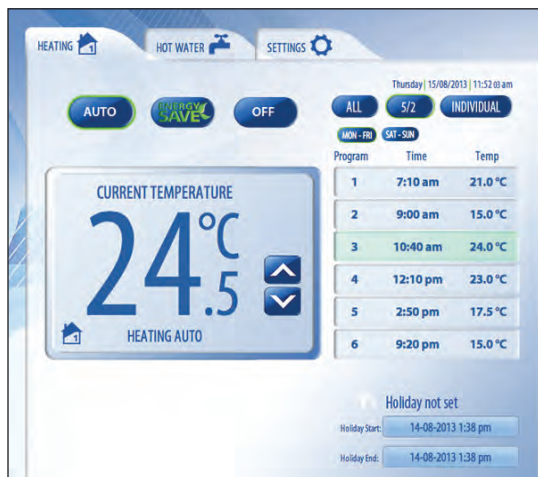 HEATING 1 HOT WATER SETTINGS
Thursday | 15/08/2013 | 11:52:03 am
AUTO ENERGY SAVE OFF ALL 5/2 INDIVIDUAL
MON - FRI SAT - SUN
Program Time Temp
1 7:10 am 21.0 °C
2 9:00 am 15.0 °C
3 10:40 am 24.0 °C
4 12:10 pm 23.0 °C
5 2:50 pm 17.5 °C
6 9:20 pm 15.0 °C
CURRENT TEMPERATURE
24.5 °C
1 HEATING AUTO
Holiday not set
Holiday Start: 14-08-2013 1:38 pm
Holiday End: 14-08-2013 1:38 pm